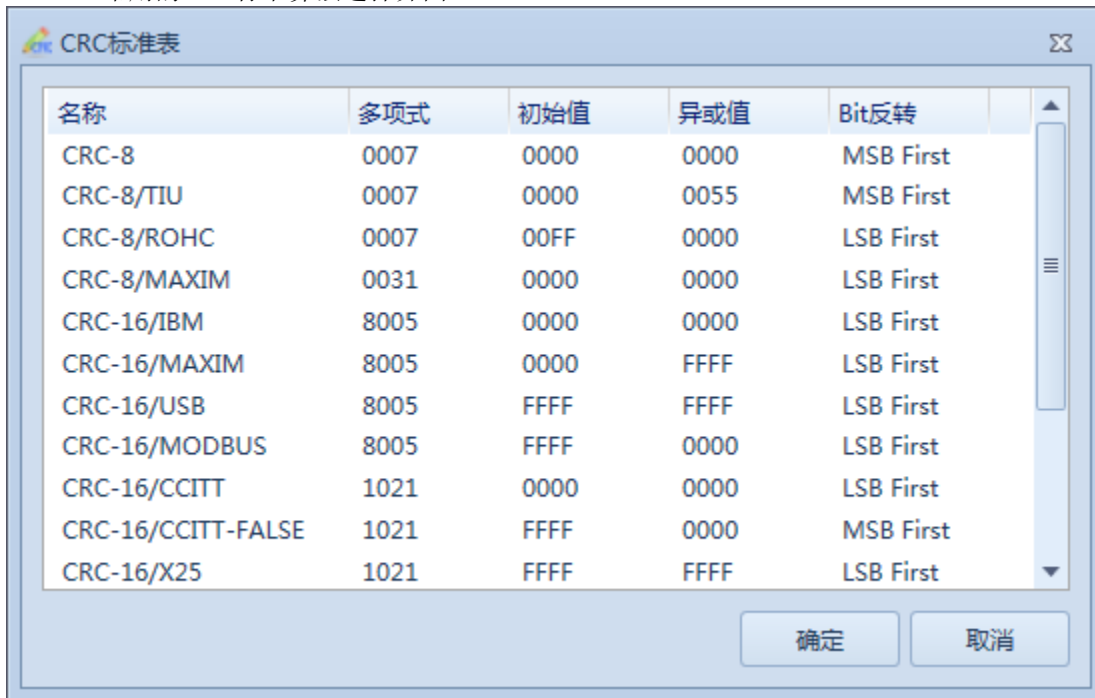 CRC标准表
名称 多项式 初始值 异或值 Bit反转
CRC-8 0007 0000 0000 MSB First
CRC-8/TIU 0007 0000 0055 MSB First
CRC-8/ROHC 0007 00FF 0000 LSB First
CRC-8/MAXIM 0031 0000 0000 LSB First
CRC-16/IBM 8005 0000 0000 LSB First
CRC-16/MAXIM 8005 0000 FFFF LSB First
CRC-16/USB 8005 FFFF FFFF LSB First
CRC-16/MODBUS 8005 FFFF 0000 LSB First
CRC-16/CCITT 1021 0000 0000 LSB First
CRC-16/CCITT-FALSE 1021 FFFF 0000 MSB First
CRC-16/X25 1021 FFFF FFFF LSB First
确定 取消